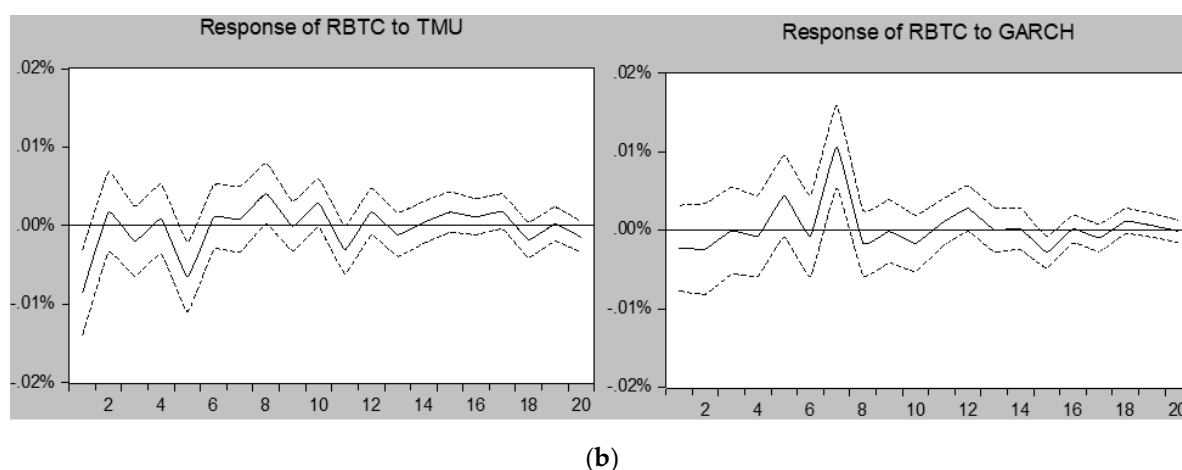 Response of RBTC to TMU
.02%
.01%
.00%
-.01%
-.02%
2 4 6 8 10 12 14 16 18 20
Response of RBTC to GARCH
.02%
.01%
.00%
-.01%
-.02%
2 4 6 8 10 12 14 16 18 20
(b)